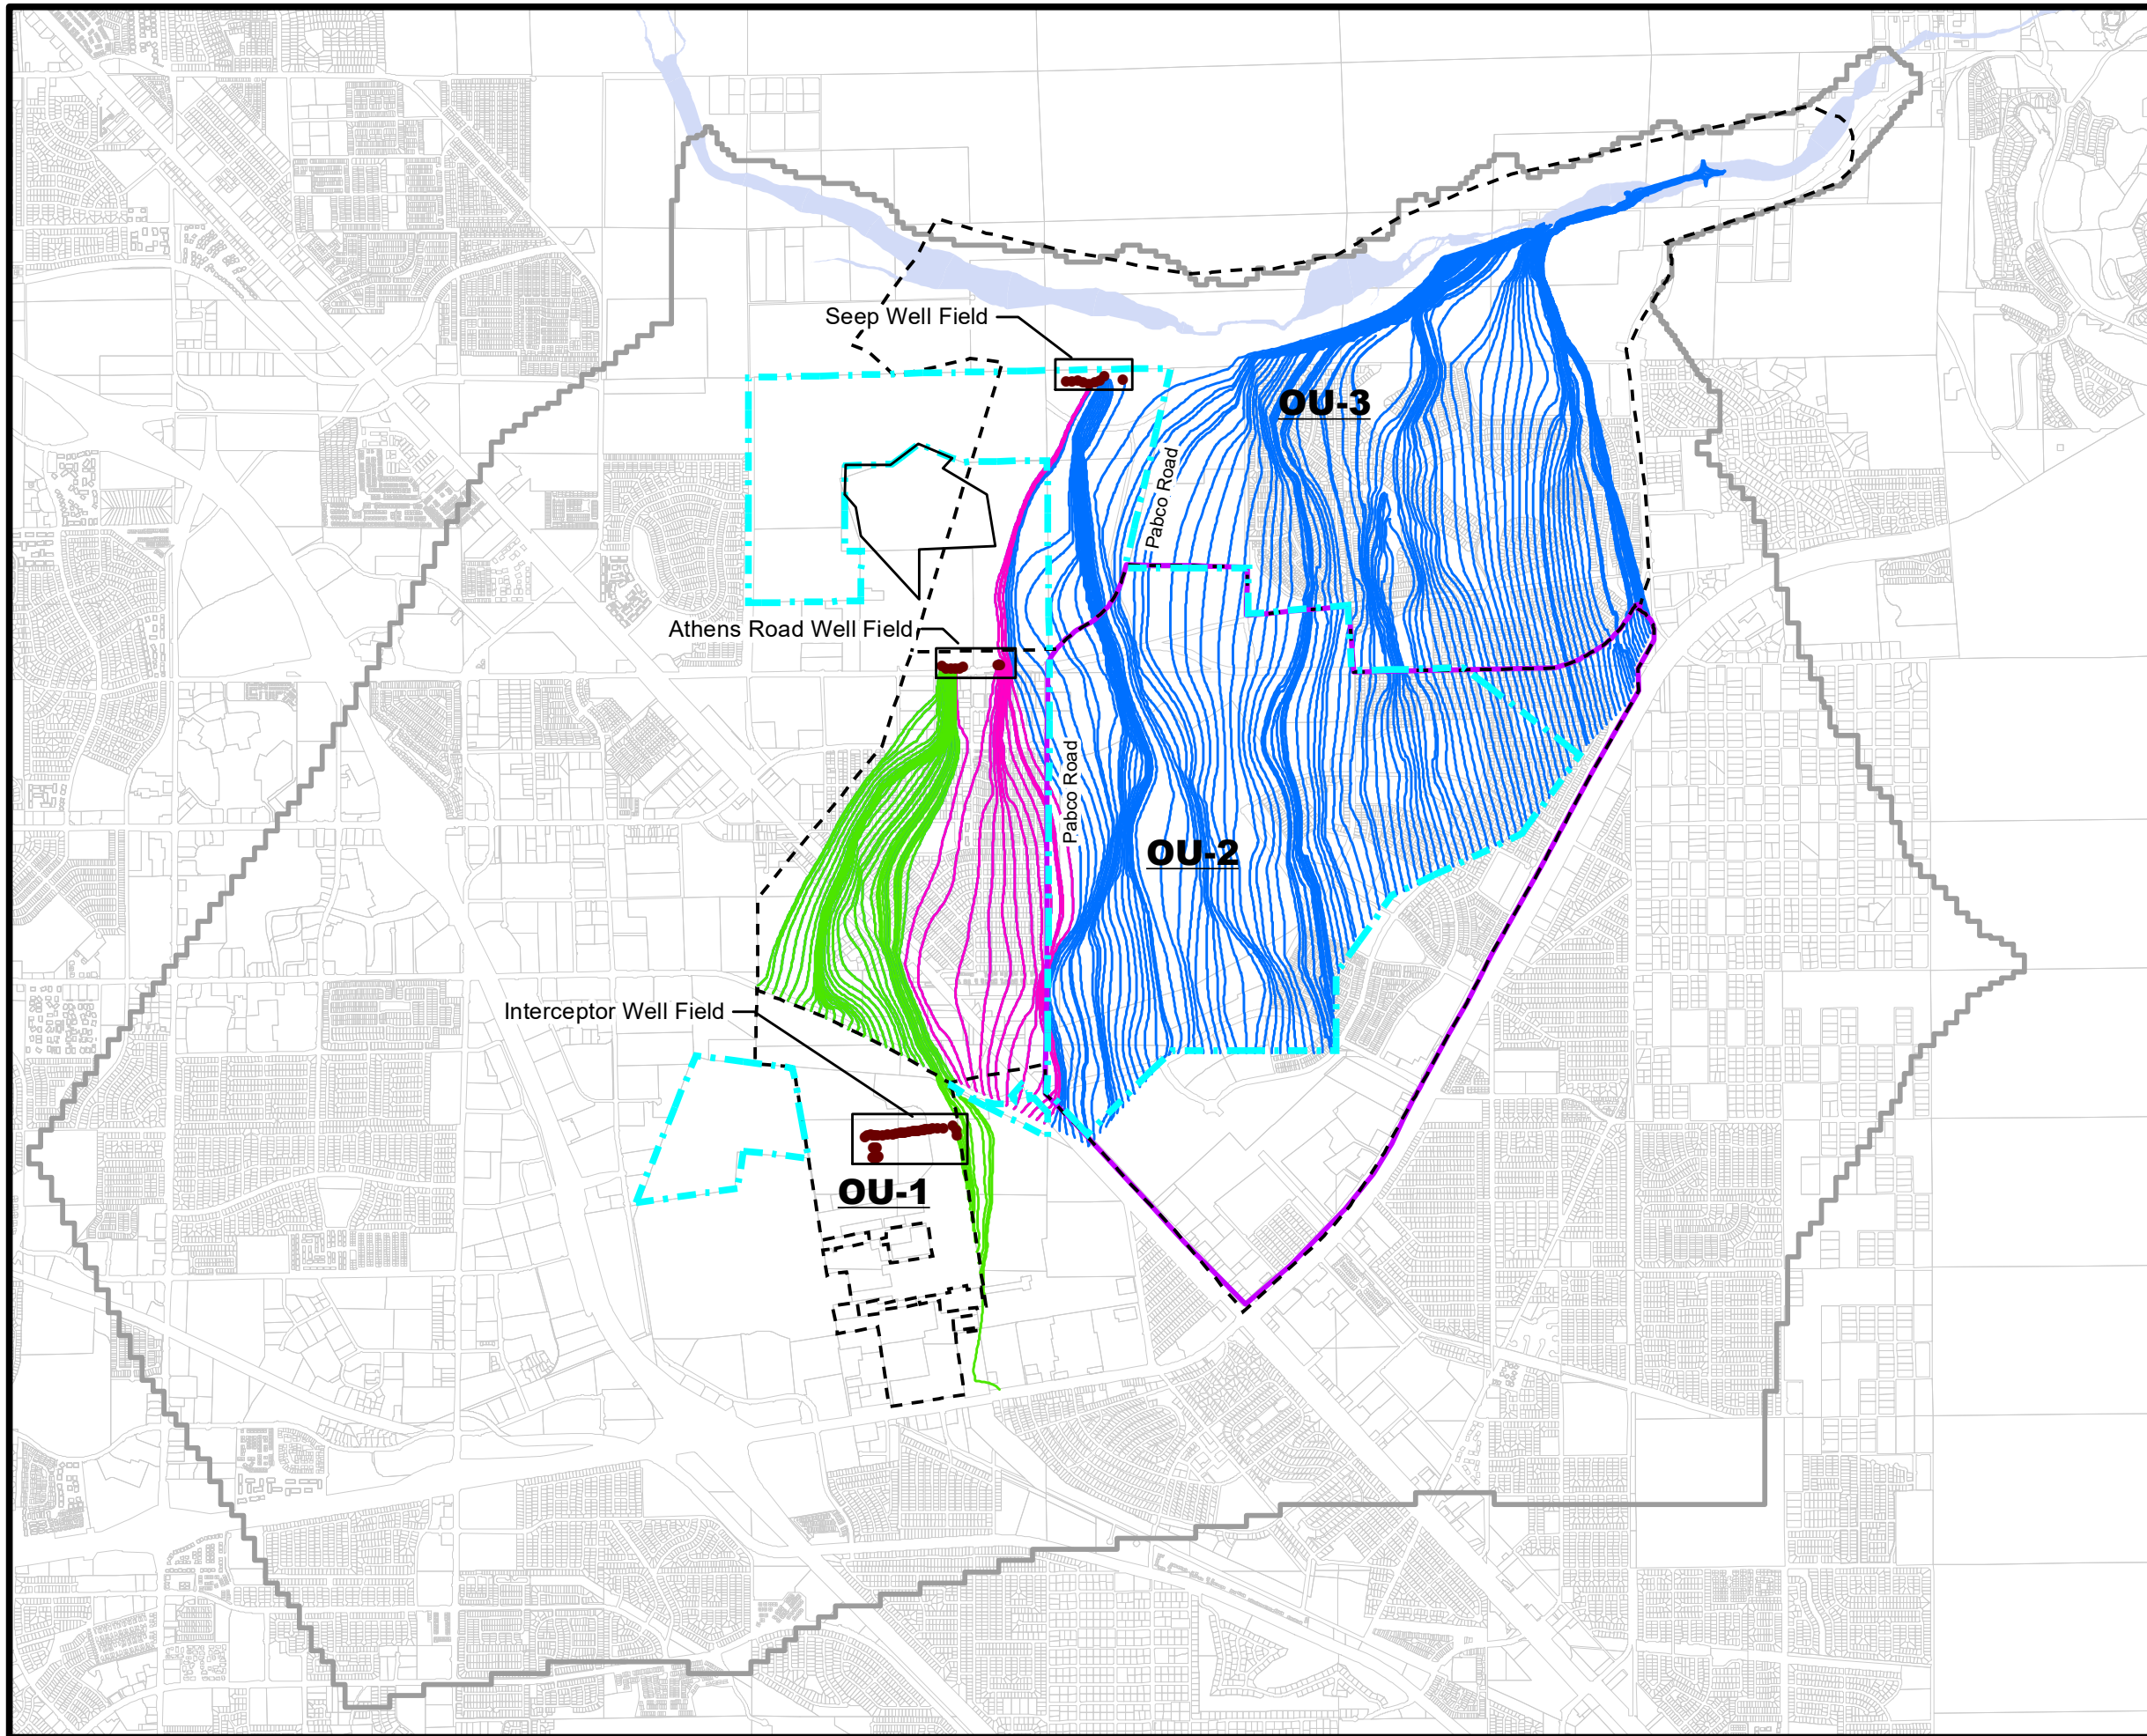 Seep Well Field
OU-3
Pabco Road
Athens Road Well Field
Pabco Road
OU-2
Interceptor Well Field
OU-1